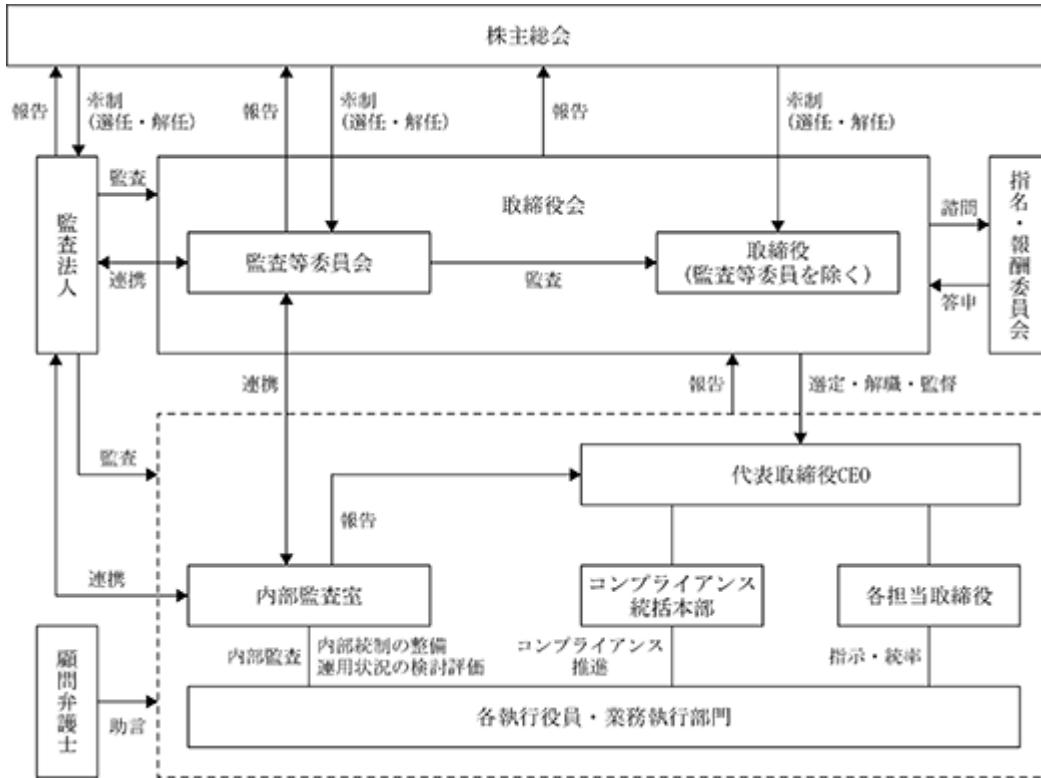 株主総会
報告
牽制
(選任・解任)
報告
牽制
(選任・解任)
報告
牽制
(選任・解任)
監査法人
監査
連携
取締役会
監査等委員会
監査
取締役
(監査等委員を除く)
諮問
答申
指名・報酬委員会
連携
報告
選定・解職・監督
監査
代表取締役CEO
報告
連携
内部監査室
コンプライアンス
統括本部
各担当取締役
内部監査
内部統制の整備
運用状況の検討評価
コンプライアンス
推進
指示・統率
顧問弁護士
助言
各執行役員・業務執行部門